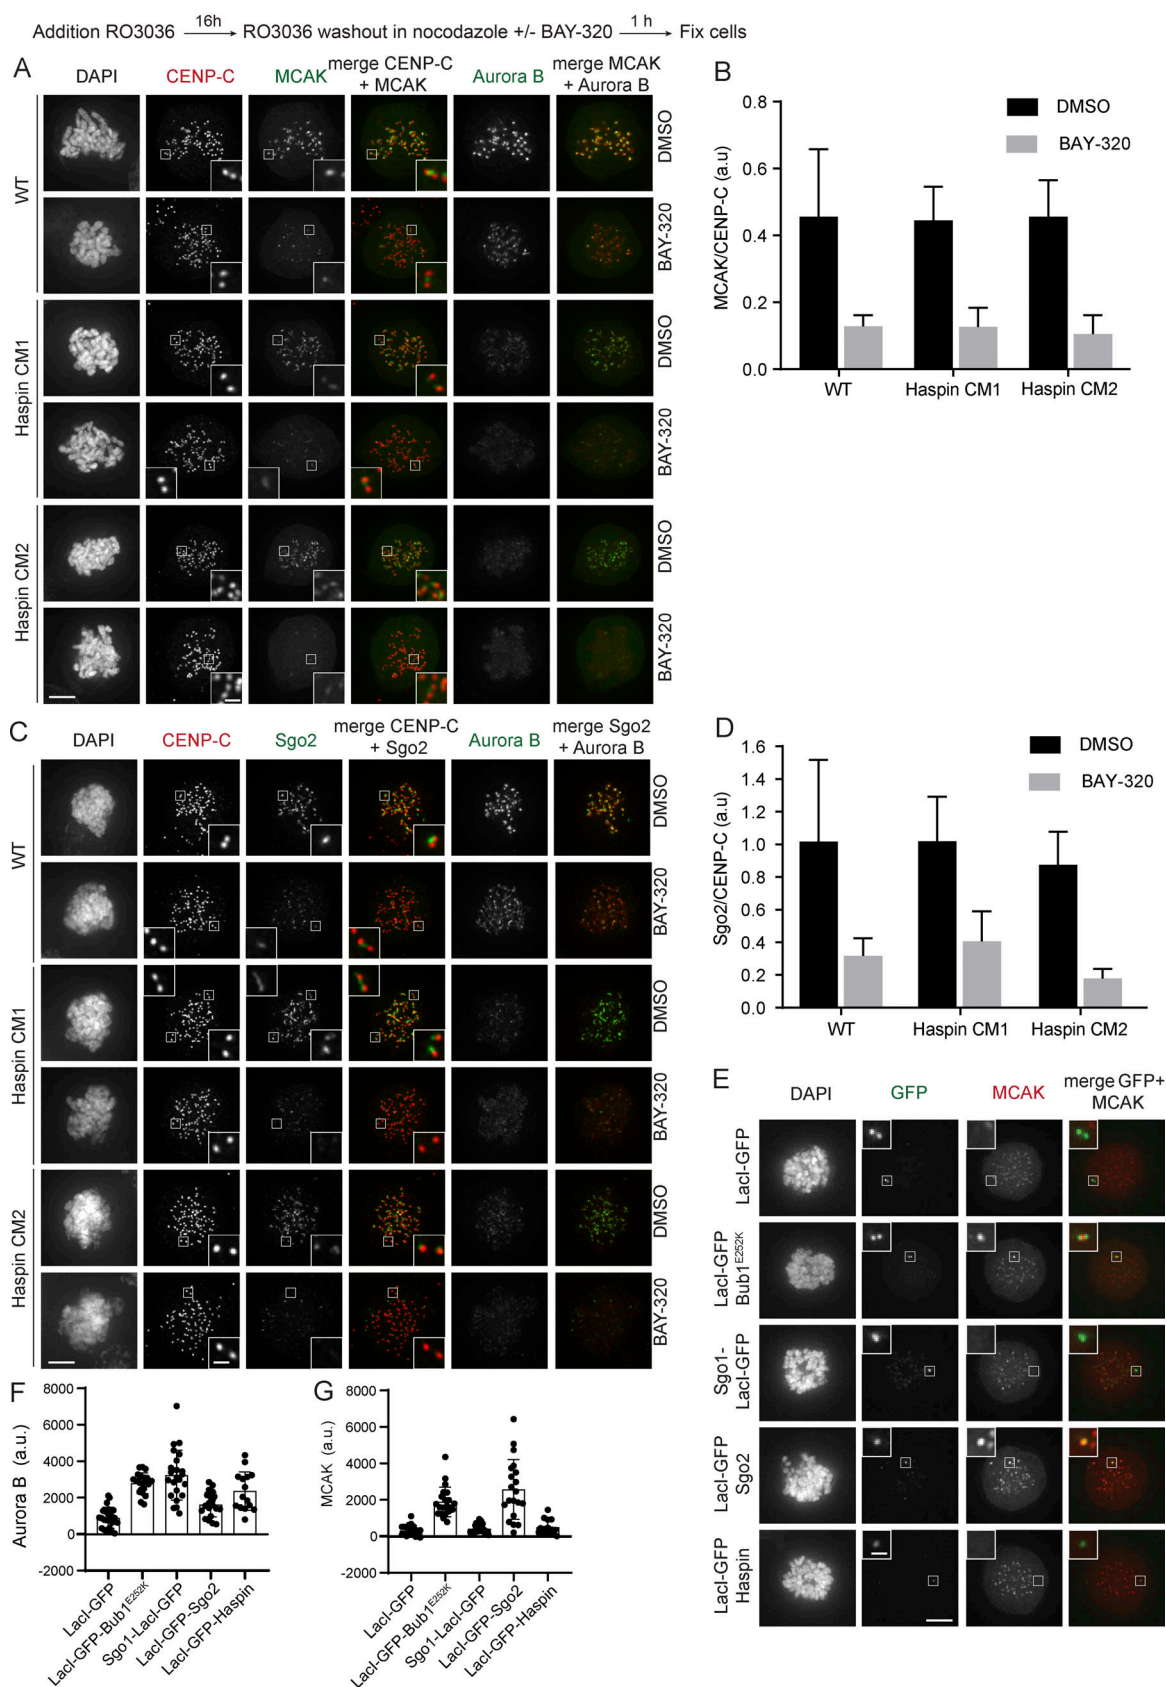 Addition RO3036 16h → RO3036 washout in nocodazole +/- BAY-320 1 h → Fix cells
A
DAPI CENP-C MCAK merge CENP-C + MCAK Aurora B merge MCAK + Aurora B
WT
DMSO
BAY-320
Haspin CM1
DMSO
BAY-320
Haspin CM2
DMSO
BAY-320
B
MCAK/CENP-C (a.u)
0.8
0.6
0.4
0.2
0.0
DMSO
BAY-320
WT Haspin CM1 Haspin CM2
C
DAPI CENP-C Sgo2 merge CENP-C + Sgo2 Aurora B merge Sgo2 + Aurora B
WT
DMSO
BAY-320
Haspin CM1
DMSO
BAY-320
Haspin CM2
DMSO
BAY-320
D
Sgo2/CENP-C (a.u)
1.6
1.4
1.2
1.0
0.8
0.6
0.4
0.2
0.0
DMSO
BAY-320
WT Haspin CM1 Haspin CM2
E
DAPI GFP MCAK merge GFP+ MCAK
LacI-GFP
LacI-GFP Bub1E252K
Sgo1-LacI-GFP
LacI-GFP Sgo2
LacI-GFP Haspin
F
Aurora B (a.u.)
8000
6000
4000
2000
0
-2000
LacI-GFP
LacI-GFP-Bub1E252K
Sgo1-LacI-GFP
LacI-GFP-Sgo2
LacI-GFP-Haspin
G
MCAK (a.u.)
8000
6000
4000
2000
0
-2000
LacI-GFP
LacI-GFP-Bub1E252K
Sgo1-LacI-GFP
LacI-GFP-Sgo2
LacI-GFP-Haspin